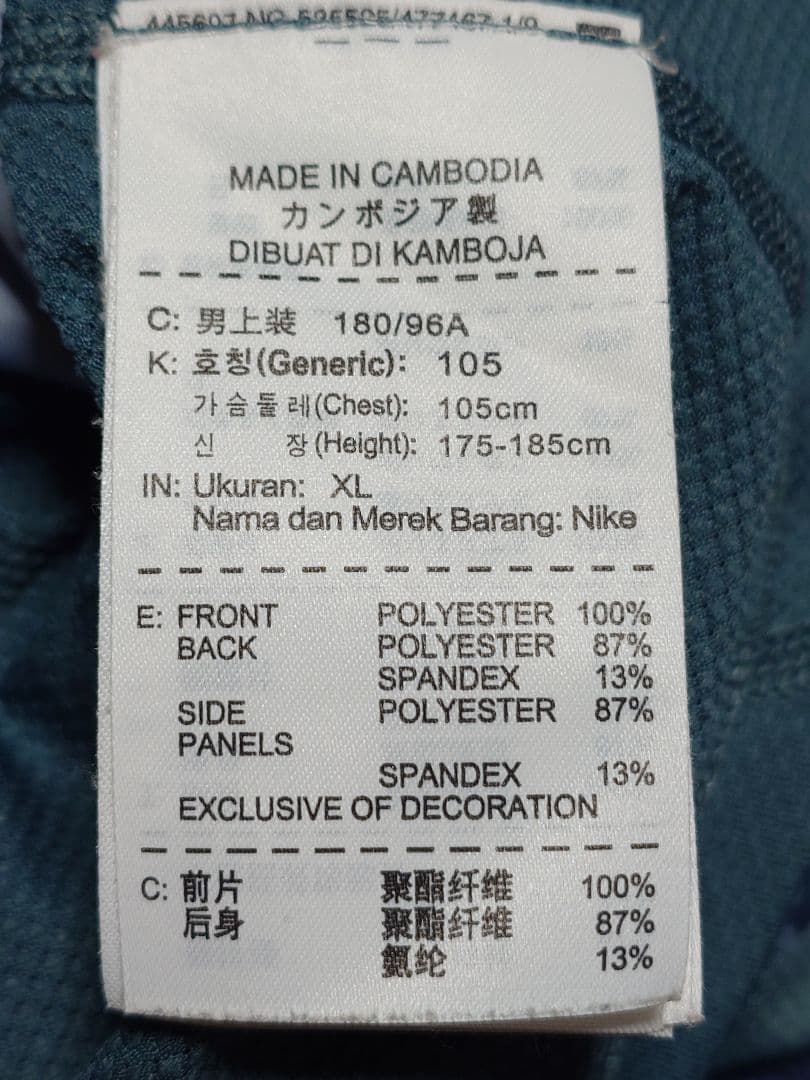 MADE IN CAMBODIA
カンボジア製
DIBUAT DI KAMBOJA
C: 男上装 180/96A
K: 호칭(Generic): 105
가슴둘레(Chest): 105cm
신 장(Height): 175-185cm
IN: Ukuran: XL
Nama dan Merek Barang: Nike
E: FRONT POLYESTER 100%
BACK POLYESTER 87%
SPANDEX 13%
SIDE POLYESTER 87%
PANELS
SPANDEX 13%
EXCLUSIVE OF DECORATION
C: 前片 聚酯纤维 100%
后身 聚酯纤维 87%
氨纶 13%